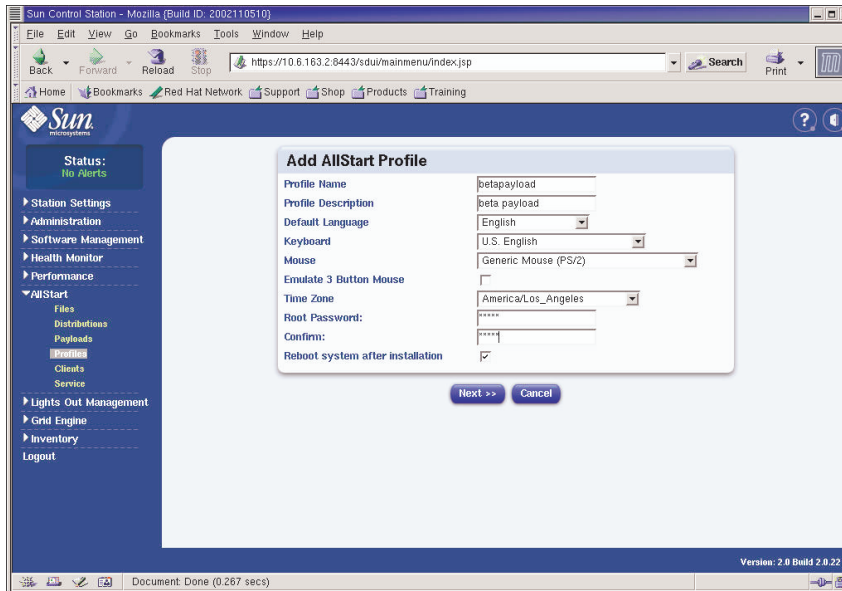 Sun Control Station - Mozilla {Build ID: 2002110510}
File Edit View Go Bookmarks Tools Window Help
Back Forward Reload Stop https://10.6.163.2:8443/sdui/mainmenu/index.jsp Search Print
Home Bookmarks Red Hat Network Support Shop Products Training
Sun
microsystems
?
Status:
No Alerts
Station Settings
Administration
Software Management
Health Monitor
Performance
AllStart
Files
Distributions
Payloads
Profiles
Clients
Service
Lights Out Management
Grid Engine
Inventory
Logout
Add AllStart Profile
Profile Name betapayload
Profile Description beta payload
Default Language English
Keyboard U.S. English
Mouse Generic Mouse (PS/2)
Emulate 3 Button Mouse
Time Zone America/Los_Angeles
Root Password: *****
Confirm: *****
Reboot system after installation
Next >> Cancel
Version: 2.0 Build 2.0.22
Document: Done (0.267 secs)